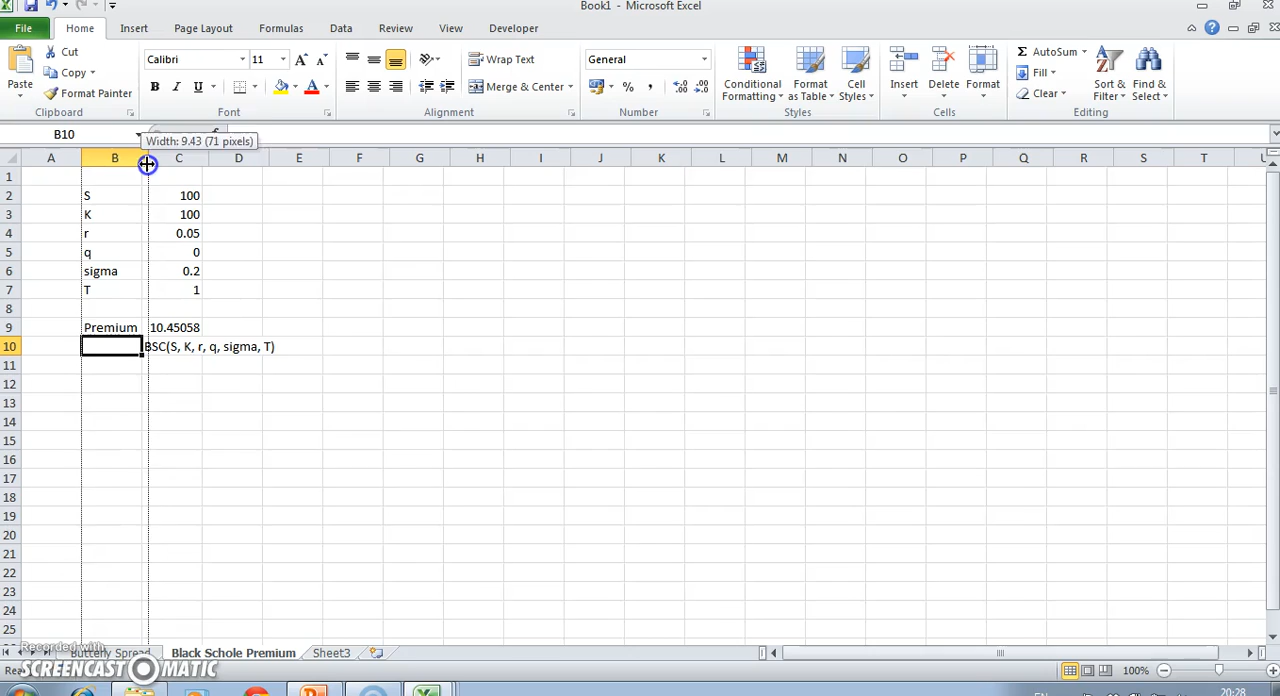 Book1 - Microsoft Excel
File Home Insert Page Layout Formulas Data Review View Developer
Cut Calibri 11 Wrap Text General AutoSum
Copy Fill
Paste Format Painter Merge & Center Conditional Formatting Format as Table Cell Styles Insert Delete Format Clear Sort & Filter Find & Select
Clipboard Font Alignment Number Styles Cells Editing
B10
Width: 9.43 (71 pixels)
A B C D E F G H I J K L M N O P Q R S T U
1
2 S 100
3 K 100
4 r 0.05
5 q 0
6 sigma 0.2
7 T 1
8
9 Premium 10.45058
10 BSC(S, K, r, q, sigma, T)
11
12
13
14
15
16
17
18
19
20
21
22
23
24
25
Recorded with
Butterfly Spread Black Schole Premium Sheet3
SCREENCAST MATIC
100%
EN 20:28